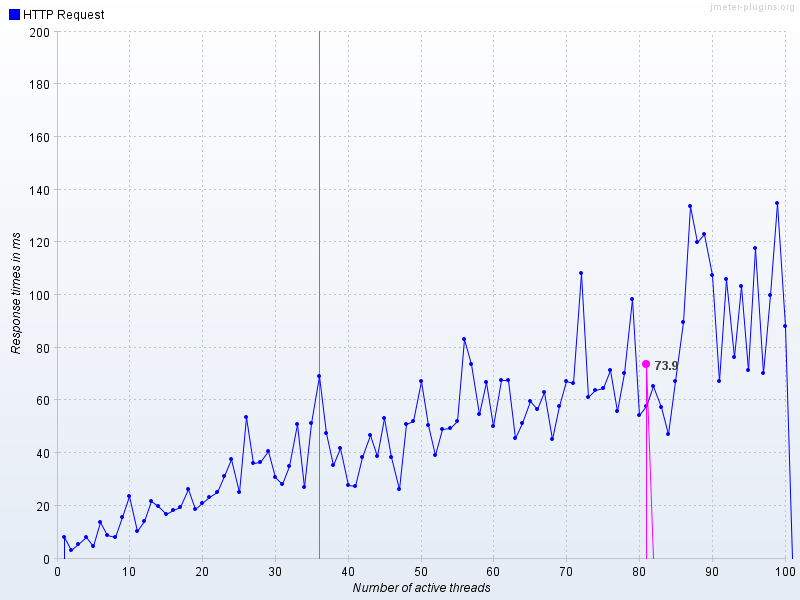 jmeter-plugins.org
HTTP Request
200
180
160
140
120
100
80
60
40
20
0
Response times in ms
73.9
0 10 20 30 40 50 60 70 80 90 100
Number of active threads